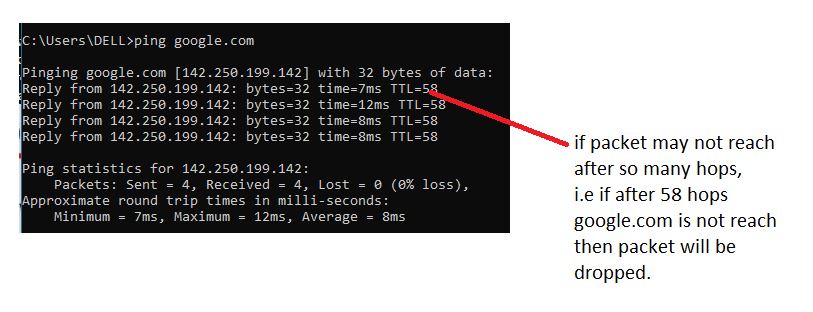 C:\Users\DELL>ping google.com
Pinging google.com [142.250.199.142] with 32 bytes of data:
Reply from 142.250.199.142: bytes=32 time=7ms TTL=58
Reply from 142.250.199.142: bytes=32 time=12ms TTL=58
Reply from 142.250.199.142: bytes=32 time=8ms TTL=58
Reply from 142.250.199.142: bytes=32 time=8ms TTL=58
Ping statistics for 142.250.199.142:
Packets: Sent = 4, Received = 4, Lost = 0 (0% loss),
Approximate round trip times in milli-seconds:
Minimum = 7ms, Maximum = 12ms, Average = 8ms
if packet may not reach
after so many hops,
i.e if after 58 hops
google.com is not reach
then packet will be
dropped.